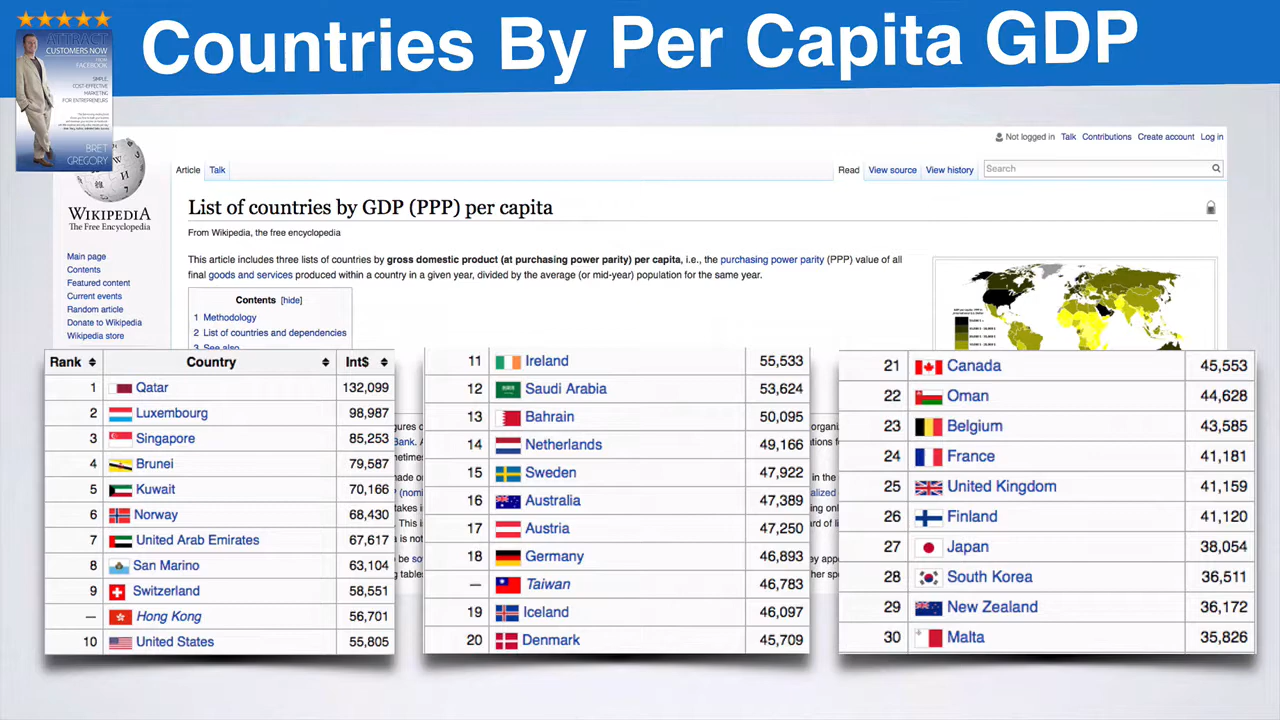 Countries By Per Capita GDP
ATTRACT
CUSTOMERS NOW
FROM
FACEBOOK
SIMPLE,
COST-EFFECTIVE
MARKETING
FOR ENTREPRENEURS
BRET
GREGORY
Not logged in Talk Contributions Create account Log in
Article Talk Read View source View history Search
WIKIPEDIA
The Free Encyclopedia
Main page
Contents
Featured content
Current events
Random article
Donate to Wikipedia
Wikipedia store
List of countries by GDP (PPP) per capita
From Wikipedia, the free encyclopedia
This article includes three lists of countries by gross domestic product (at purchasing power parity) per capita, i.e., the purchasing power parity (PPP) value of all
final goods and services produced within a country in a given year, divided by the average (or mid-year) population for the same year.
Contents [hide]
1 Methodology
2 List of countries and dependencies
3 See also
Rank Country Int$
1 Qatar 132,099
2 Luxembourg 98,987
3 Singapore 85,253
4 Brunei 79,587
5 Kuwait 70,166
6 Norway 68,430
7 United Arab Emirates 67,617
8 San Marino 63,104
9 Switzerland 58,551
— Hong Kong 56,701
10 United States 55,805
11 Ireland 55,533
12 Saudi Arabia 53,624
13 Bahrain 50,095
14 Netherlands 49,166
15 Sweden 47,922
16 Australia 47,389
17 Austria 47,250
18 Germany 46,893
— Taiwan 46,783
19 Iceland 46,097
20 Denmark 45,709
21 Canada 45,553
22 Oman 44,628
23 Belgium 43,585
24 France 41,181
25 United Kingdom 41,159
26 Finland 41,120
27 Japan 38,054
28 South Korea 36,511
29 New Zealand 36,172
30 Malta 35,826